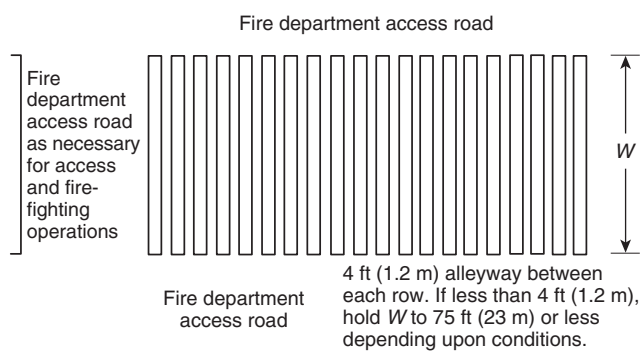 Fire department access road
Fire
department
access road
as necessary
for access
and fire-
fighting
operations
W
Fire department
access road
4 ft (1.2 m) alleyway between
each row. If less than 4 ft (1.2 m),
hold W to 75 ft (23 m) or less
depending upon conditions.